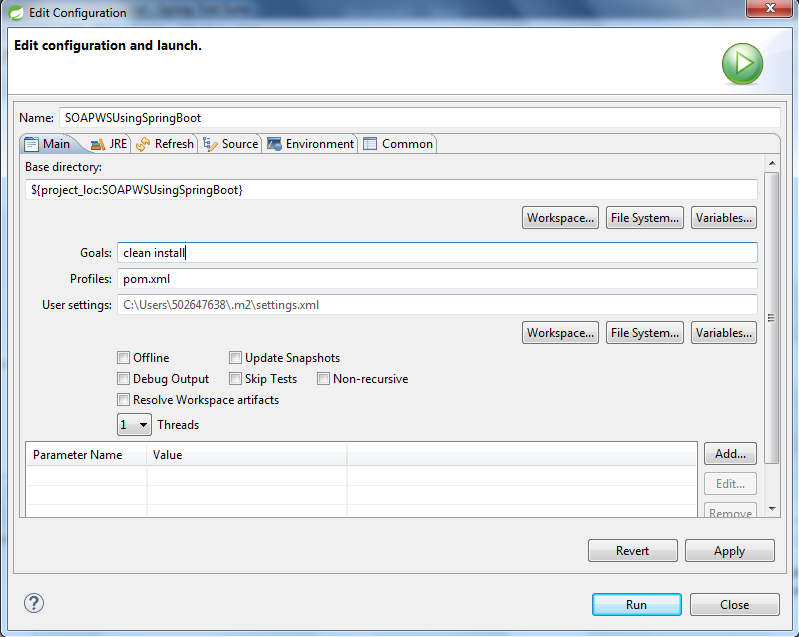 Edit Configuration
Edit configuration and launch.
Name: SOAPWSUsingSpringBoot
Main JRE Refresh Source Environment Common
Base directory:
${project_loc:SOAPWSUsingSpringBoot}
Workspace... File System... Variables...
Goals: clean install
Profiles: pom.xml
User settings: C:\Users\502647638\.m2\settings.xml
Workspace... File System... Variables...
Offline Update Snapshots
Debug Output Skip Tests Non-recursive
Resolve Workspace artifacts
1 Threads
Parameter Name Value Add...
Edit...
Remove
Revert Apply
? Run Close